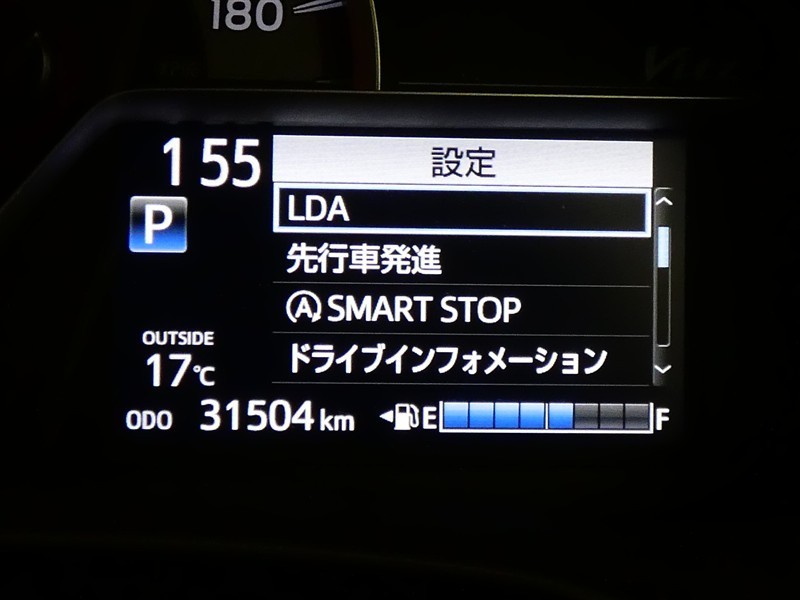 180
1 55
設定
P
LDA
先行車発進
A SMART STOP
ドライブインフォメーション
OUTSIDE
17℃
ODO 31504 km E F